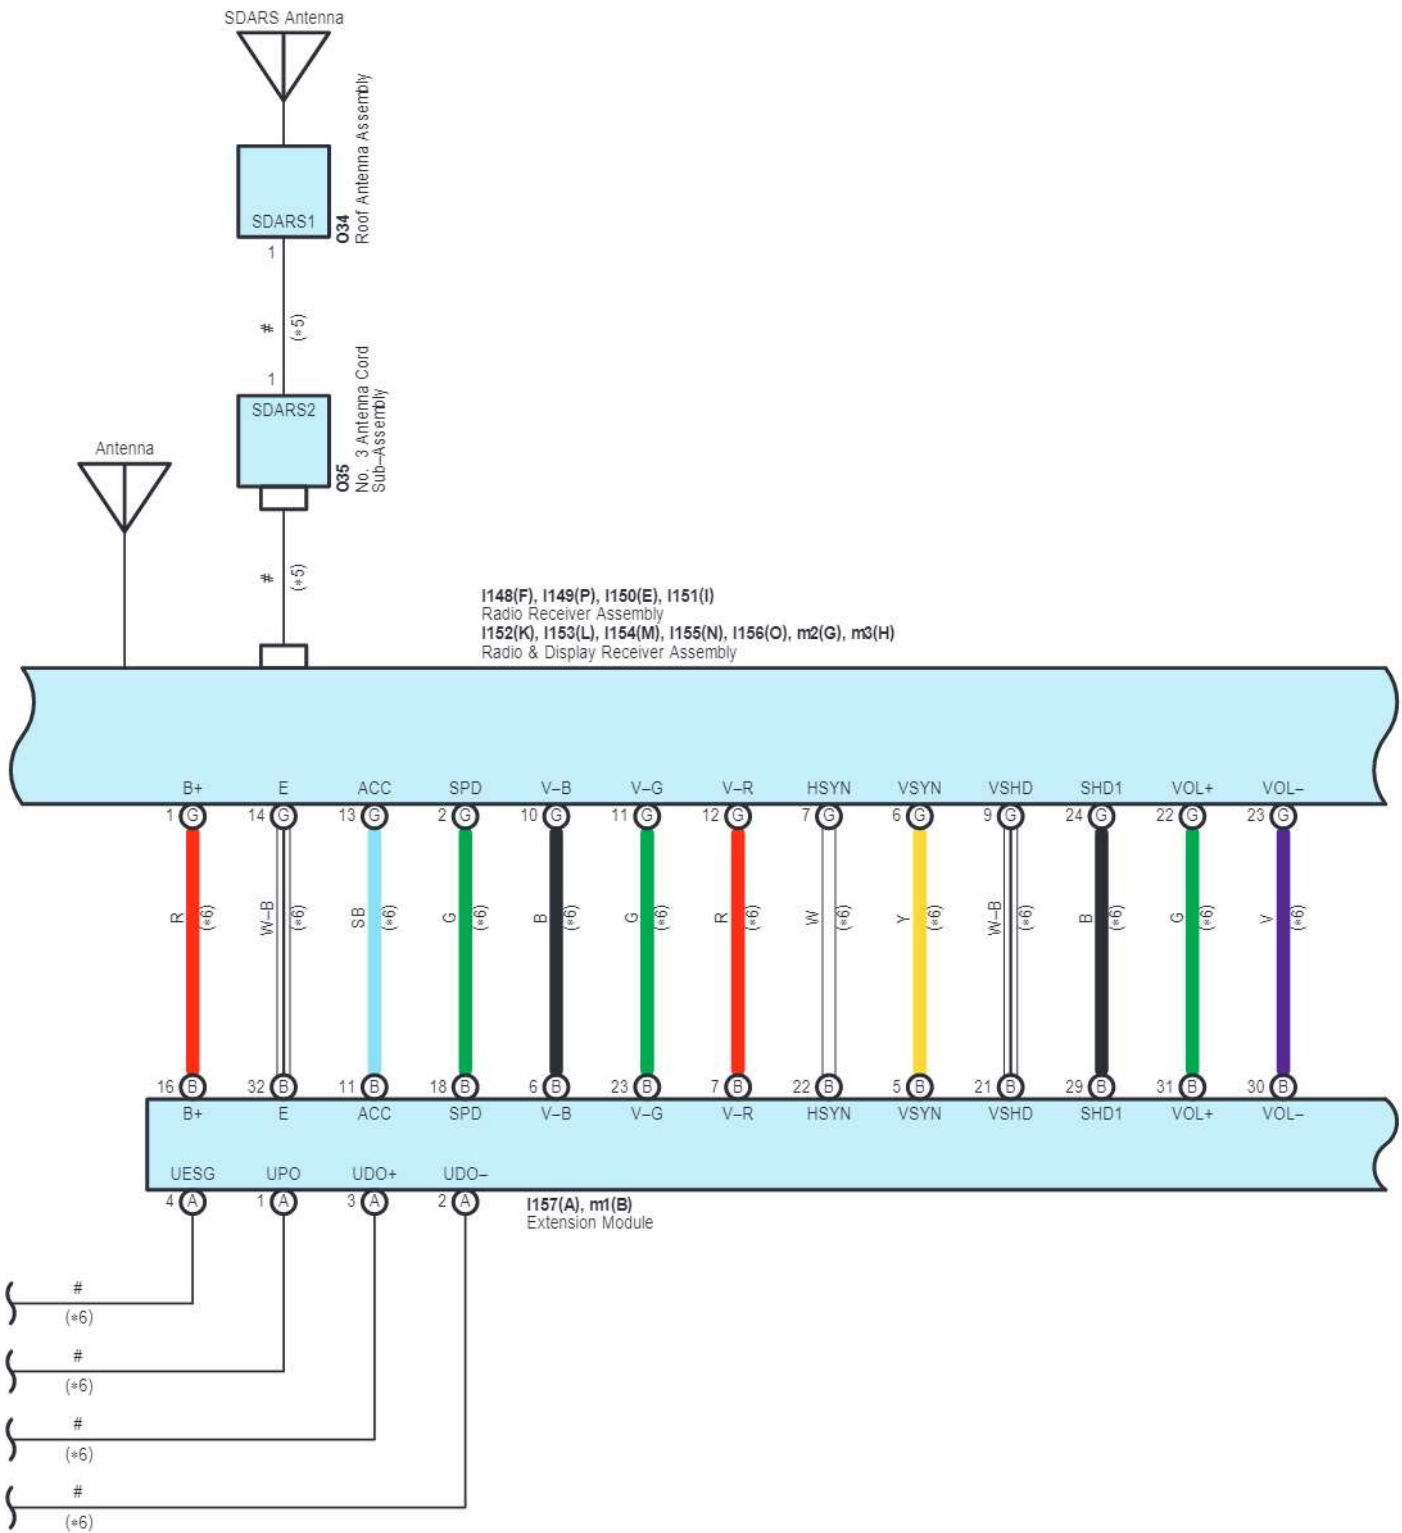 SDARS Antenna
SDARS1
O34
Roof Antenna Assembly
1
#
(*5)
1
SDARS2
O35
No. 3 Antenna Cord
Sub–Assembly
Antenna
#
(*5)
I148(F), I149(P), I150(E), I151(I)
Radio Receiver Assembly
I152(K), I153(L), I154(M), I155(N), I156(O), m2(G), m3(H)
Radio & Display Receiver Assembly
B+ E ACC SPD V–B V–G V–R HSYN VSYN VSHD SHD1 VOL+ VOL–
1 G 14 G 13 G 2 G 10 G 11 G 12 G 7 G 6 G 9 G 24 G 22 G 23 G
R (*6) W–B (*6) SB (*6) G (*6) B (*6) G (*6) R (*6) W (*6) Y (*6) W–B (*6) B (*6) G (*6) V (*6)
16 B 32 B 11 B 18 B 6 B 23 B 7 B 22 B 5 B 21 B 29 B 31 B 30 B
B+ E ACC SPD V–B V–G V–R HSYN VSYN VSHD SHD1 VOL+ VOL–
UESG UPO UDO+ UDO–
4 A 1 A 3 A 2 A
I157(A), m1(B)
Extension Module
#
(*6)
#
(*6)
#
(*6)
#
(*6)